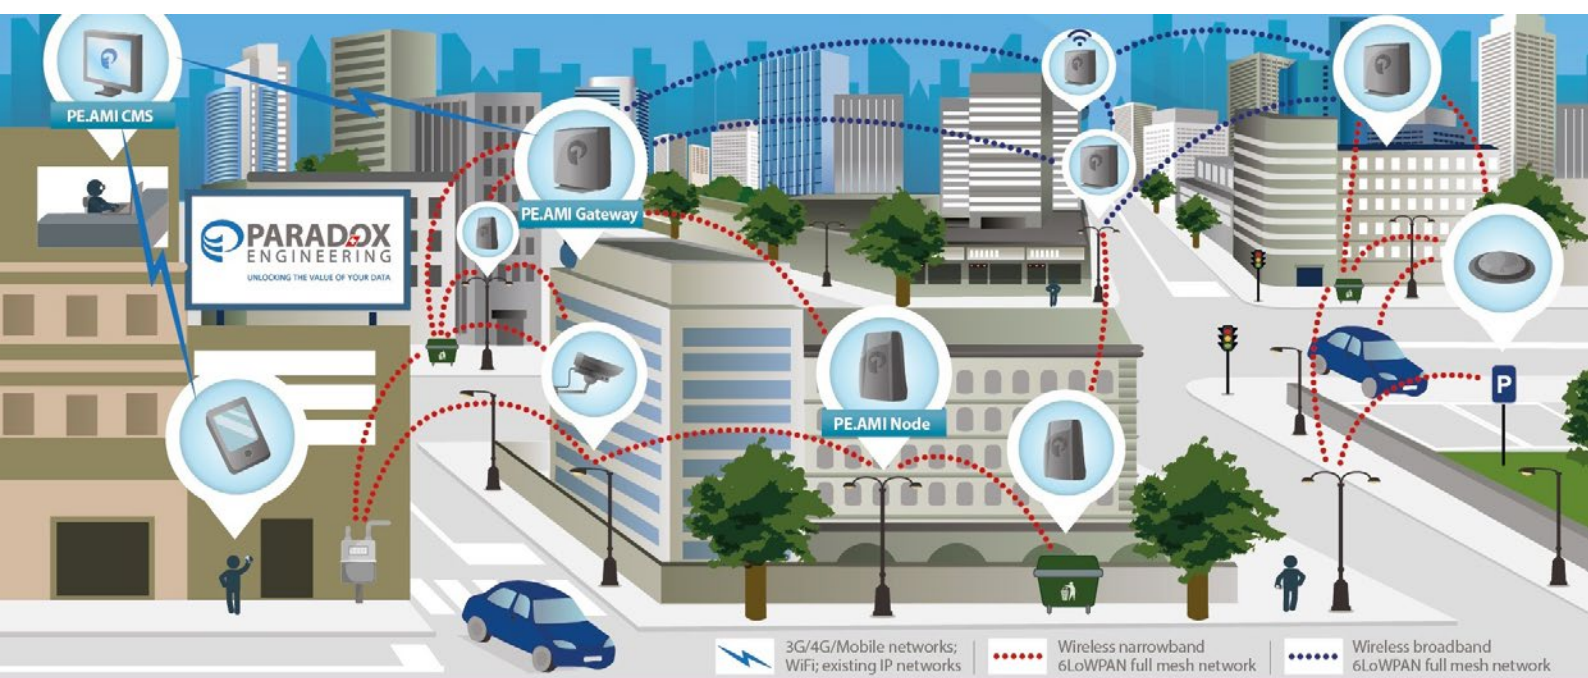 PE.AMI CMS
PARADOX
ENGINEERING
UNLOCKING THE VALUE OF YOUR DATA
PE.AMI Gateway
PE.AMI Node
P
3G/4G/Mobile networks;
WiFi; existing IP networks
Wireless narrowband
6LoWPAN full mesh network
Wireless broadband
6LoWPAN full mesh network